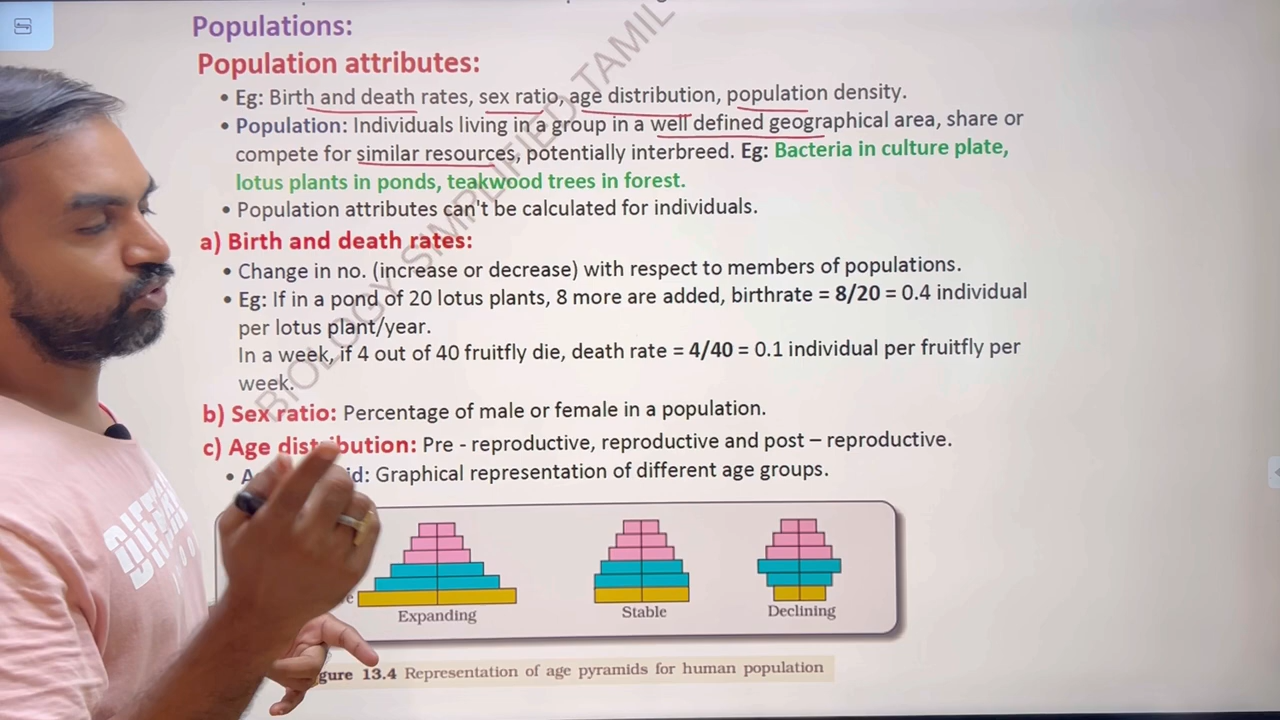 Populations:
Population attributes:
• Eg: Birth and death rates, sex ratio, age distribution, population density.
• Population: Individuals living in a group in a well defined geographical area, share or
compete for similar resources, potentially interbreed. Eg: Bacteria in culture plate,
lotus plants in ponds, teakwood trees in forest.
• Population attributes can't be calculated for individuals.
a) Birth and death rates:
• Change in no. (increase or decrease) with respect to members of populations.
• Eg: If in a pond of 20 lotus plants, 8 more are added, birthrate = 8/20 = 0.4 individual
per lotus plant/year.
In a week, if 4 out of 40 fruitfly die, death rate = 4/40 = 0.1 individual per fruitfly per
week.
b) Sex ratio: Percentage of male or female in a population.
c) Age distribution: Pre - reproductive, reproductive and post – reproductive.
• Graphical representation of different age groups.
Expanding
Stable
Declining
13.4 Representation of age pyramids for human population
BIOLOGY SIMPLIFIED TAMIL